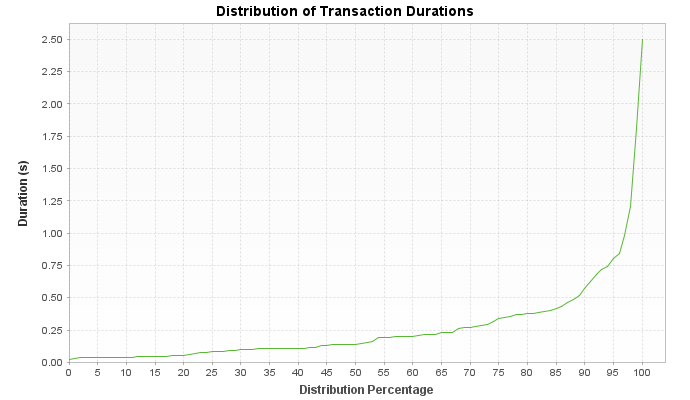 Distribution of Transaction Durations
2.50
2.25
2.00
1.75
1.50
1.25
1.00
0.75
0.50
0.25
0.00
Duration (s)
0 5 10 15 20 25 30 35 40 45 50 55 60 65 70 75 80 85 90 95 100
Distribution Percentage